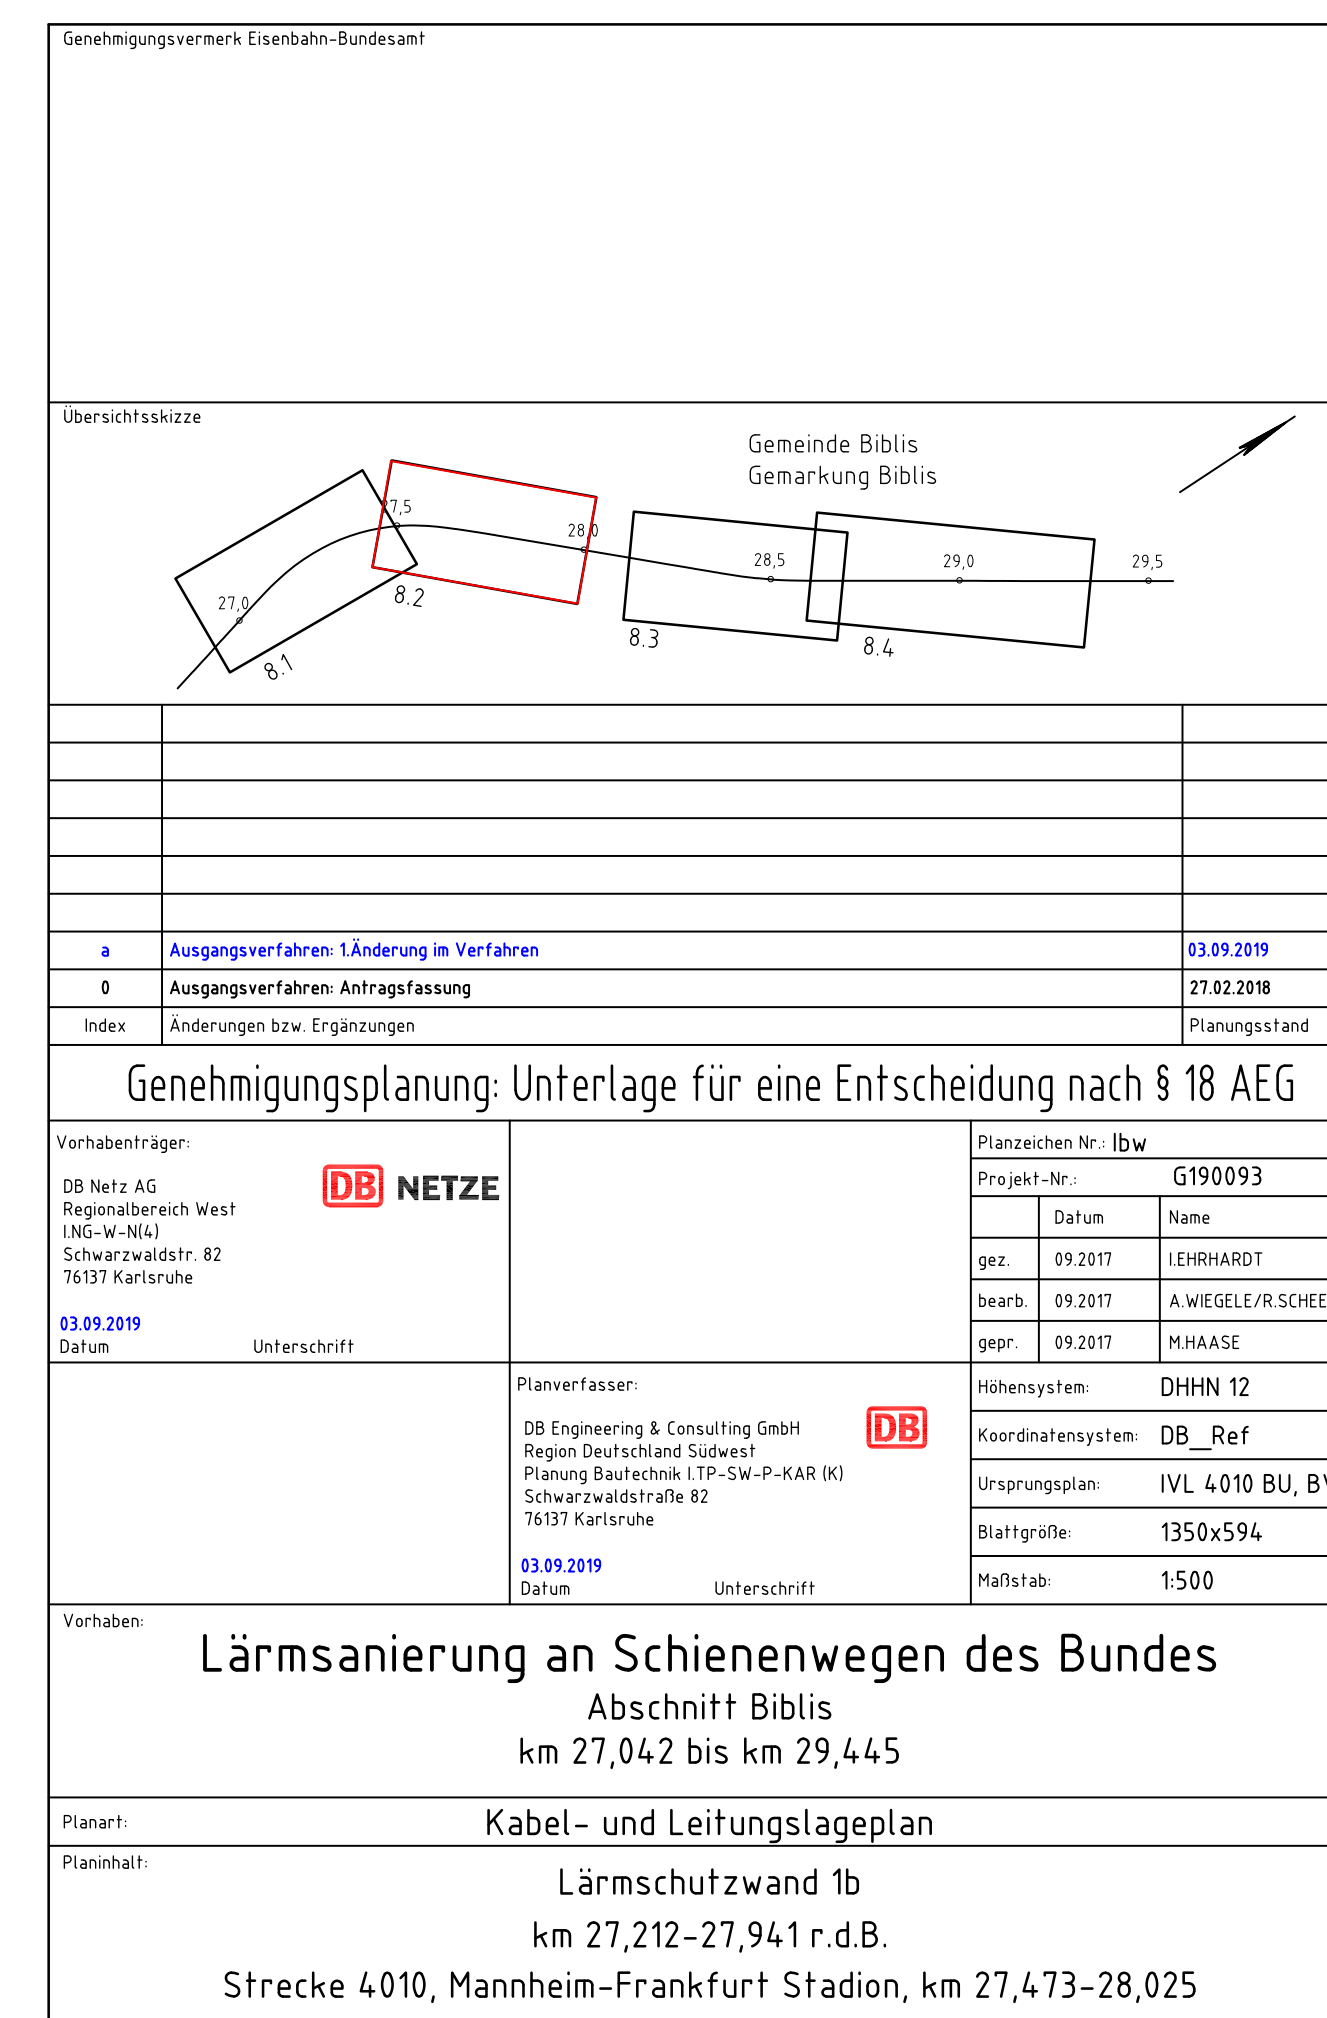 Genehmigungsvermerk Eisenbahn-Bundesamt
Übersichtsskizze
Gemeinde Biblis
Gemarkung Biblis
27,0
27,5
28,0
28,5
29,0
29,5
8.1
8.2
8.3
8.4
a Ausgangsverfahren: 1.Änderung im Verfahren 03.09.2019
0 Ausgangsverfahren: Antragsfassung 27.02.2018
Index Änderungen bzw. Ergänzungen Planungsstand
Genehmigungsplanung: Unterlage für eine Entscheidung nach § 18 AEG
Vorhabenträger:
DB NETZE
DB Netz AG
Regionalbereich West
I.NG-W-N(4)
Schwarzwaldstr. 82
76137 Karlsruhe
03.09.2019
Datum Unterschrift
Planzeichen Nr.: lbw
Projekt-Nr.: G190093
Datum Name
gez. 09.2017 I.EHRHARDT
bearb. 09.2017 A.WIEGELE/R.SCHEE
gepr. 09.2017 M.HAASE
Planverfasser:
DB
DB Engineering & Consulting GmbH
Region Deutschland Südwest
Planung Bautechnik I.TP-SW-P-KAR (K)
Schwarzwaldstraße 82
76137 Karlsruhe
03.09.2019
Datum Unterschrift
Höhensystem: DHHN 12
Koordinatensystem: DB_Ref
Ursprungsplan: IVL 4010 BU,
Blattgröße: 1350x594
Maßstab: 1:500
Vorhaben:
Lärmsanierung an Schienenwegen des Bundes
Abschnitt Biblis
km 27,042 bis km 29,445
Planart: Kabel- und Leitungslageplan
Planinhalt:
Lärmschutzwand 1b
km 27,212-27,941 r.d.B.
Strecke 4010, Mannheim-Frankfurt Stadion, km 27,473-28,025